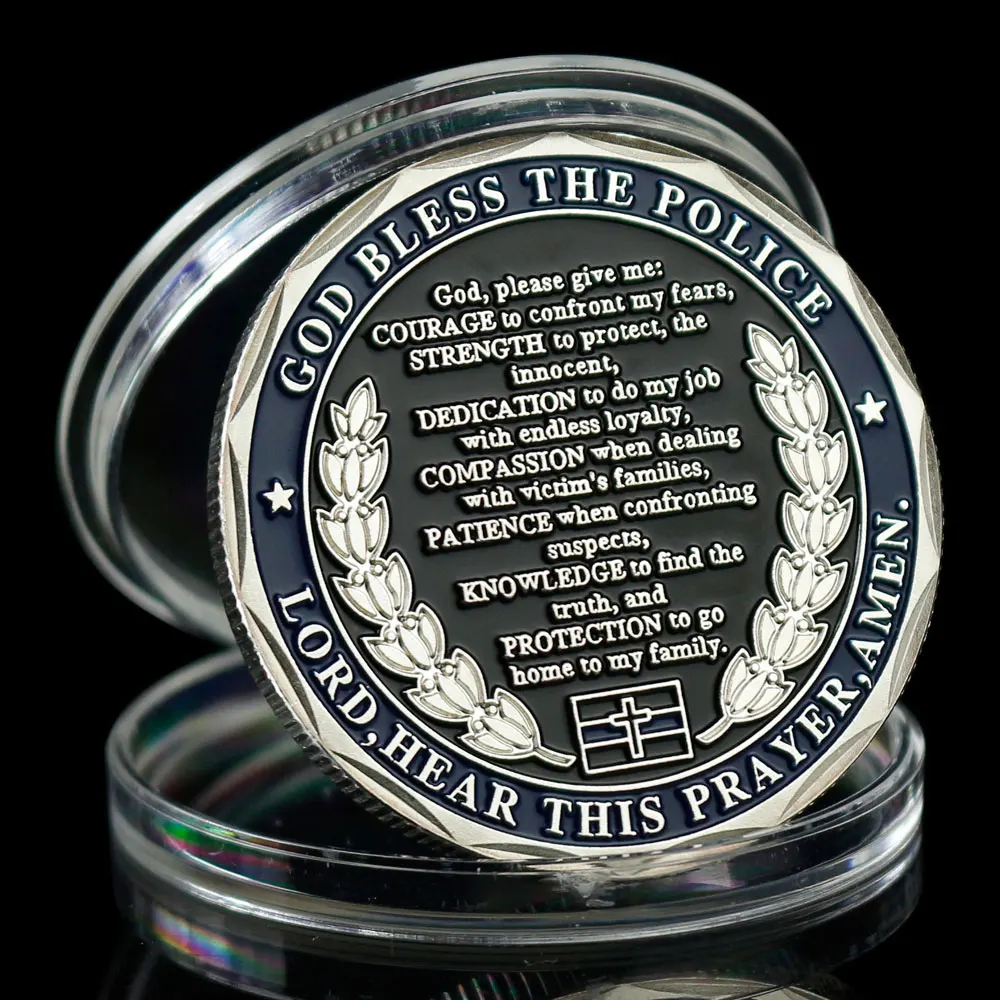 GOD BLESS THE POLICE
God, please give me:
COURAGE to confront my fears,
STRENGTH to protect, the
innocent,
DEDICATION to do my job
with endless loyalty,
COMPASSION when dealing
with victim's families,
PATIENCE when confronting
suspects,
KNOWLEDGE to find the
truth, and
PROTECTION to go
home to my family.
LORD, HEAR THIS PRAYER, AMEN.